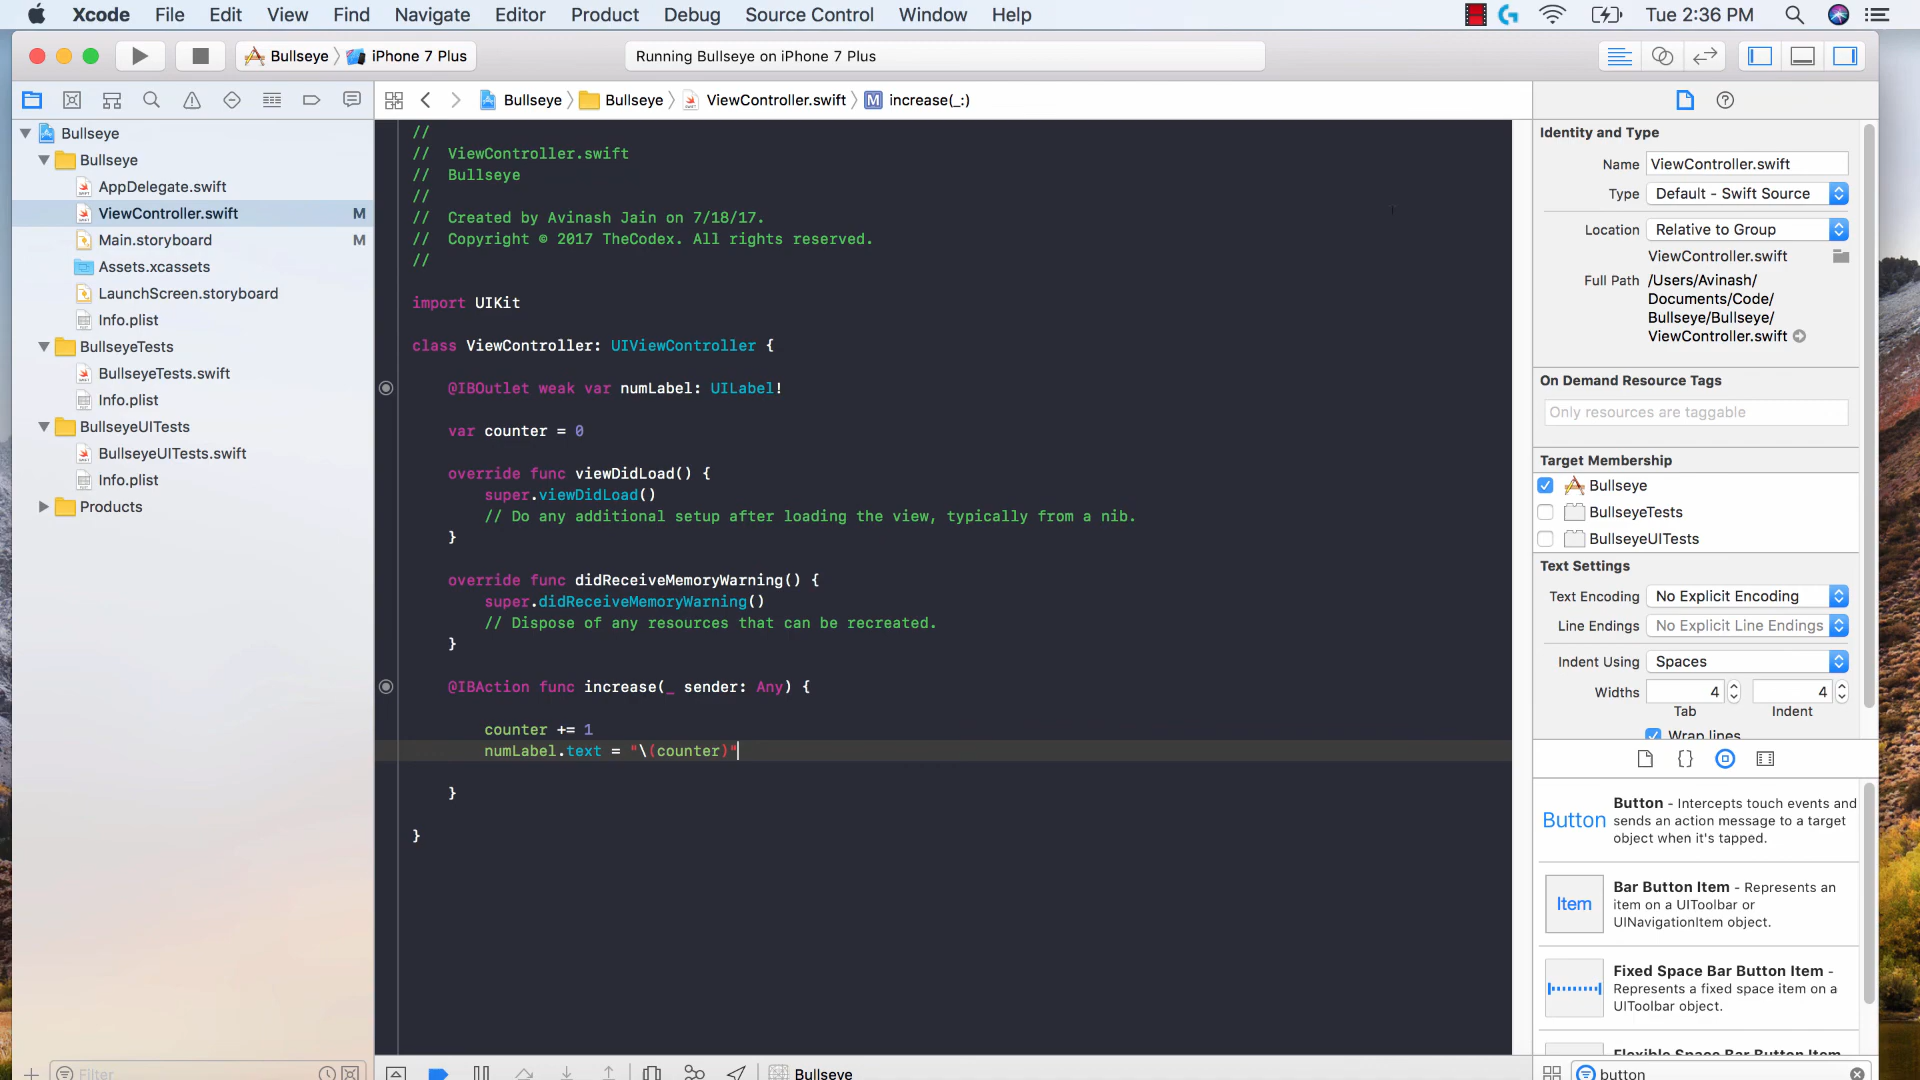 Xcode File Edit View Find Navigate Editor Product Debug Source Control Window Help Tue 2:36 PM
Bullseye iPhone 7 Plus Running Bullseye on iPhone 7 Plus
Bullseye Bullseye ViewController.swift M increase(_:)
Bullseye
Bullseye
AppDelegate.swift
ViewController.swift M
Main.storyboard M
Assets.xcassets
LaunchScreen.storyboard
Info.plist
BullseyeTests
BullseyeTests.swift
Info.plist
BullseyeUITests
BullseyeUITests.swift
Info.plist
Products
Filter
//
// ViewController.swift
// Bullseye
//
// Created by Avinash Jain on 7/18/17.
// Copyright © 2017 TheCodex. All rights reserved.
//
import UIKit
class ViewController: UIViewController {
@IBOutlet weak var numLabel: UILabel!
var counter = 0
override func viewDidLoad() {
super.viewDidLoad()
// Do any additional setup after loading the view, typically from a nib.
}
override func didReceiveMemoryWarning() {
super.didReceiveMemoryWarning()
// Dispose of any resources that can be recreated.
}
@IBAction func increase(_ sender: Any) {
counter += 1
numLabel.text = "\(counter)"
}
}
Bullseye
Identity and Type
Name ViewController.swift
Type Default - Swift Source
Location Relative to Group
ViewController.swift
Full Path /Users/Avinash/
Documents/Code/
Bullseye/Bullseye/
ViewController.swift
On Demand Resource Tags
Only resources are taggable
Target Membership
Bullseye
BullseyeTests
BullseyeUITests
Text Settings
Text Encoding No Explicit Encoding
Line Endings No Explicit Line Endings
Indent Using Spaces
Widths 4 4
Tab Indent
Wrap lines
{}
Button Button - Intercepts touch events and
sends an action message to a target
object when it's tapped.
Item Bar Button Item - Represents an
item on a UIToolbar or
UINavigationItem object.
Fixed Space Bar Button Item -
Represents a fixed space item on a
UIToolbar object.
Flexible Space Bar Button Item
button